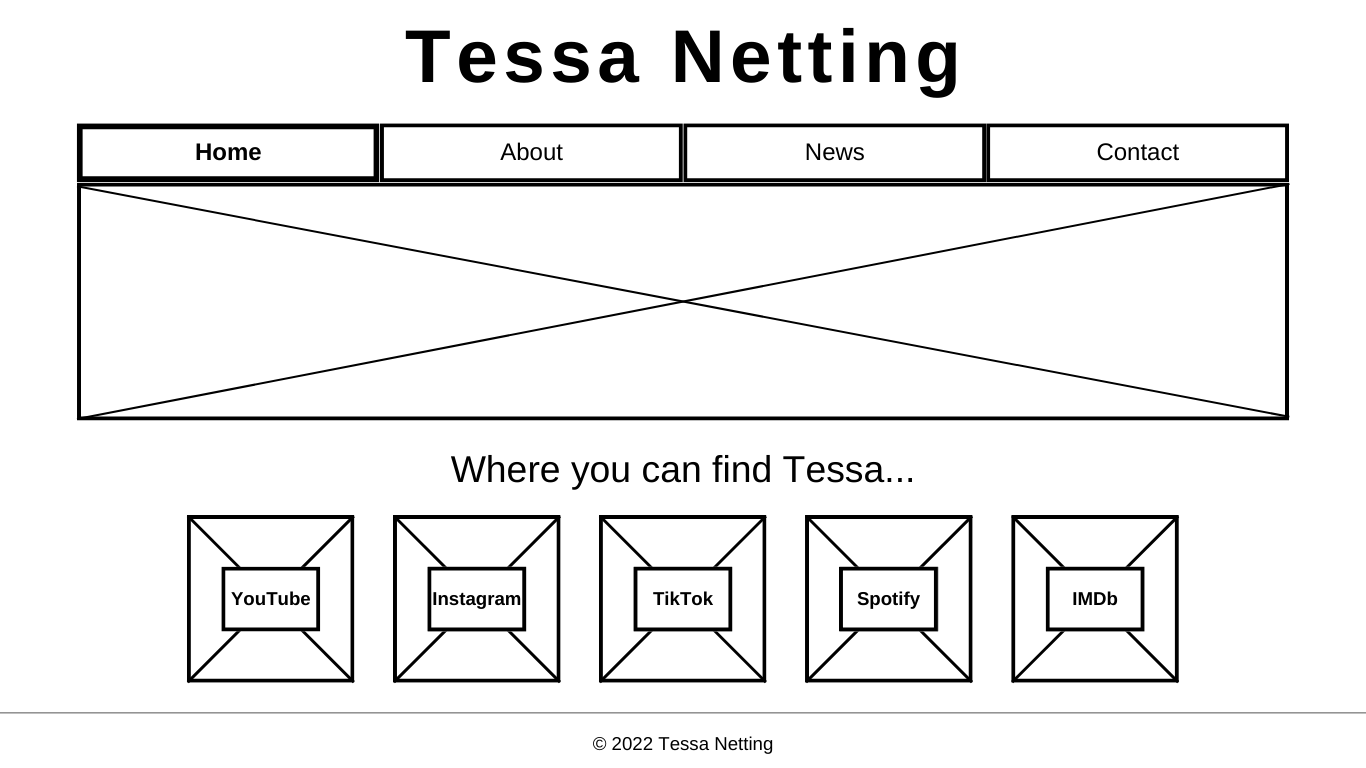 Tessa Netting
Home About News Contact
Where you can find Tessa...
YouTube Instagram TikTok Spotify IMDb
© 2022 Tessa Netting